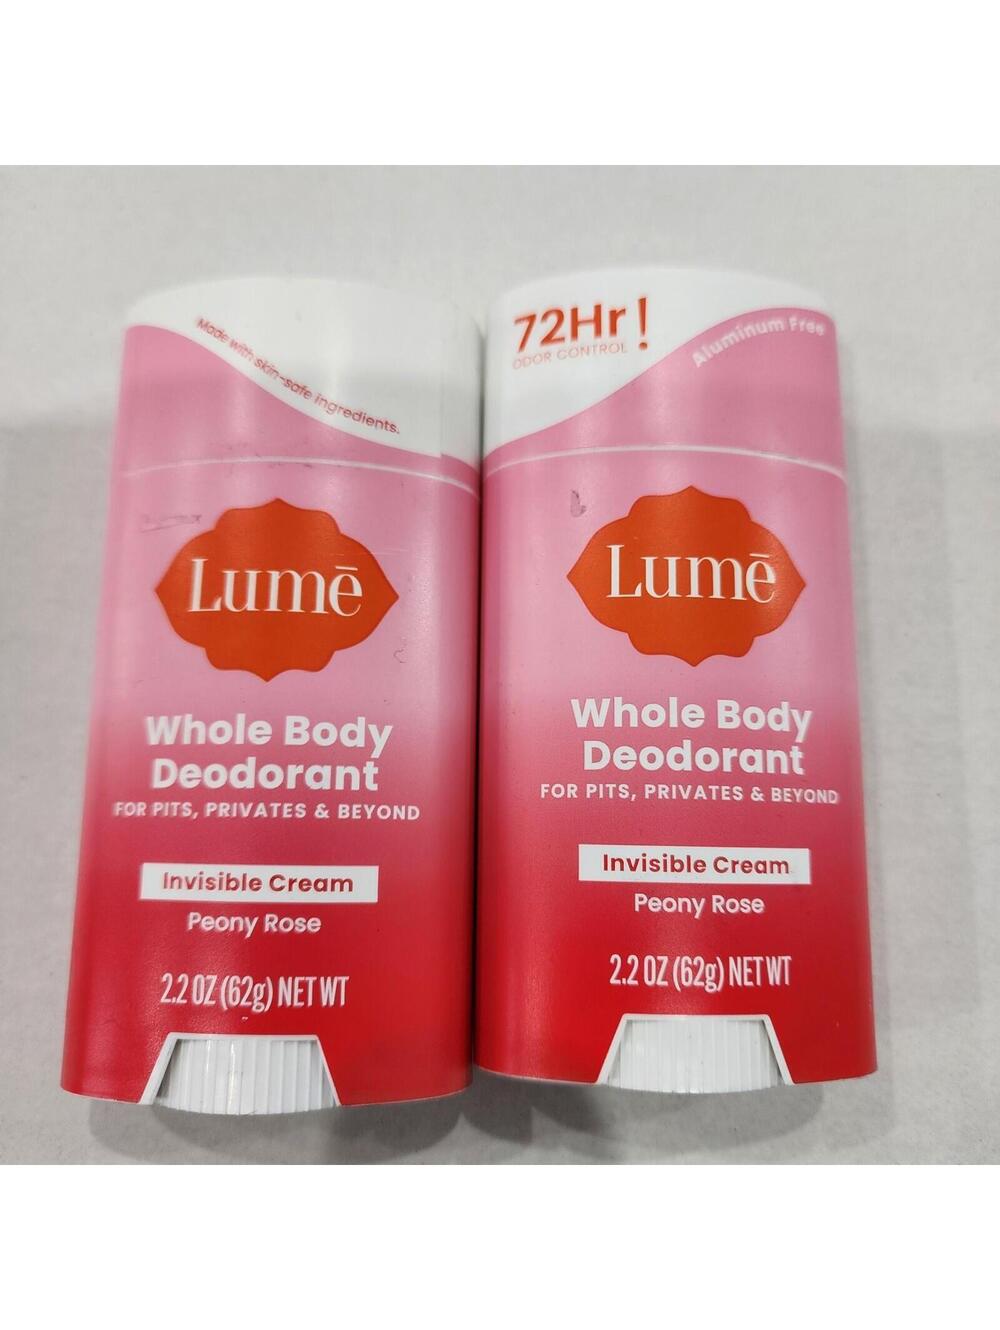 Made with skin-safe ingredients.
Lumē
Whole Body
Deodorant
FOR PITS, PRIVATES & BEYOND
Invisible Cream
Peony Rose
2.2 OZ (62g) NET WT
72Hr!
ODOR CONTROL
Aluminum Free
Lumē
Whole Body
Deodorant
FOR PITS, PRIVATES & BEYOND
Invisible Cream
Peony Rose
2.2 OZ (62g) NET WT